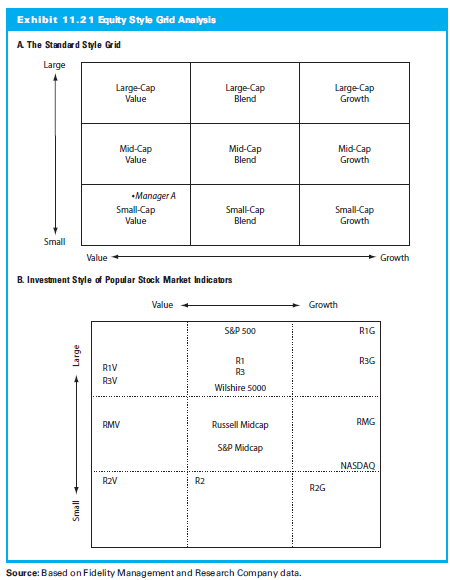 Exhibit 11.21 Equity Style Grid Analysis
A. The Standard Style Grid
Large
Large-Cap Value
Large-Cap Blend
Large-Cap Growth
Mid-Cap Value
Mid-Cap Blend
Mid-Cap Growth
•Manager A
Small-Cap Value
Small-Cap Blend
Small-Cap Growth
Small
Value
Growth
B. Investment Style of Popular Stock Market Indicators
Value
Growth
Large
Small
S&P 500
R1G
R1V
R1
R3G
R3V
R3
Wilshire 5000
RMV
Russell Midcap
RMG
S&P Midcap
NASDAQ
R2V
R2
R2G
Source: Based on Fidelity Management and Research Company data.